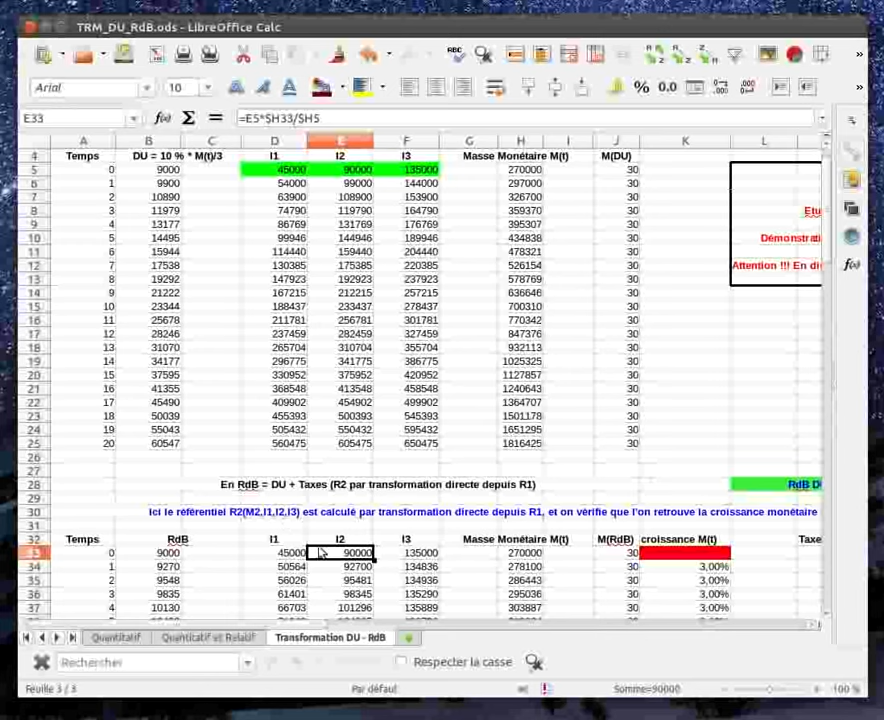 TRM_DU_RdB.ods - LibreOffice Calc
Arial 10
E33 =E5*$H33/$H5
A B C D E F G H I J K L
4 Temps DU = 10 % * M(t)/3 I1 I2 I3 Masse Monétaire M(t) M(DU)
5 0 9000 45000 90000 135000 270000 30
6 1 9900 54000 99000 144000 297000 30
7 2 10890 63900 108900 153900 326700 30
8 3 11979 74790 119790 164790 359370 30 Etu
9 4 13177 86769 131769 176769 395307 30
10 5 14495 99946 144946 189946 434838 30 Démonstrati
11 6 15944 114440 159440 204440 478321 30
12 7 17538 130385 175385 220385 526154 30 Attention !!! En di
13 8 19292 147923 192923 237923 578769 30
14 9 21222 167215 212215 257215 636646 30
15 10 23344 188437 233437 278437 700310 30
16 11 25678 211781 256781 301781 770342 30
17 12 28246 237459 282459 327459 847376 30
18 13 31070 265704 310704 355704 932113 30
19 14 34177 296775 341775 386775 1025325 30
20 15 37595 330952 375952 420952 1127857 30
21 16 41355 368548 413548 458548 1240643 30
22 17 45490 409902 454902 499902 1364707 30
23 18 50039 455393 500393 545393 1501178 30
24 19 55043 505432 550432 595432 1651295 30
25 20 60547 560475 605475 650475 1816425 30
26
27
28 En RdB = DU + Taxes (R2 par transformation directe depuis R1) RdB D
29
30 Ici le référentiel R2(M2,I1,I2,I3) est calculé par transformation directe depuis R1, et on vérifie que l'on retrouve la croissance monétaire
31
32 Temps RdB I1 I2 I3 Masse Monétaire M(t) M(RdB) croissance M(t) Taxe
33 0 9000 45000 90000 135000 270000 30
34 1 9270 50564 92700 134836 278100 30 3,00%
35 2 9548 56026 95481 134936 286443 30 3,00%
36 3 9835 61401 98345 135290 295036 30 3,00%
37 4 10130 66703 101296 135889 303887 30 3,00%
Quantitatif Quantitatif et Relatif Transformation DU - RdB
Rechercher Respecter la casse
Feuille 3 / 3 Par défaut Somme=90000 100 %